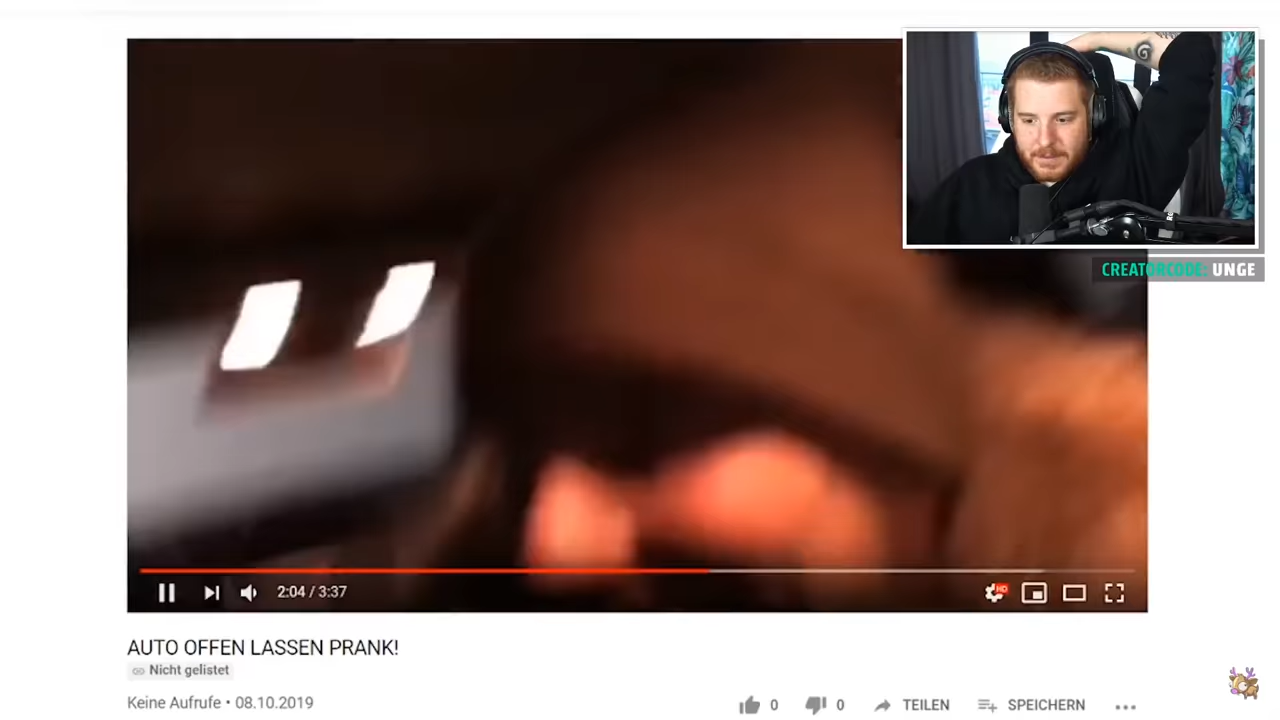 CREATORCODE: UNGE
2:04 / 3:37
HD
AUTO OFFEN LASSEN PRANK!
Nicht gelistet
Keine Aufrufe • 08.10.2019
0
0
TEILEN
SPEICHERN